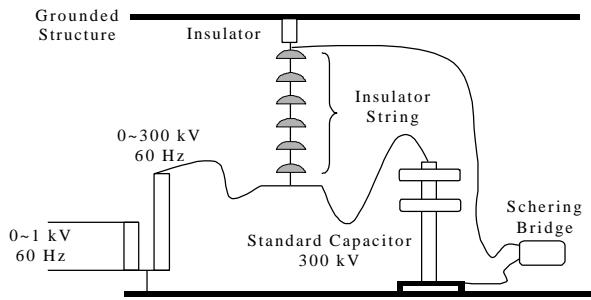 Grounded
Structure
Insulator
Insulator
String
0~300 kV
60 Hz
0~1 kV
60 Hz
Standard Capacitor
300 kV
Schering
Bridge